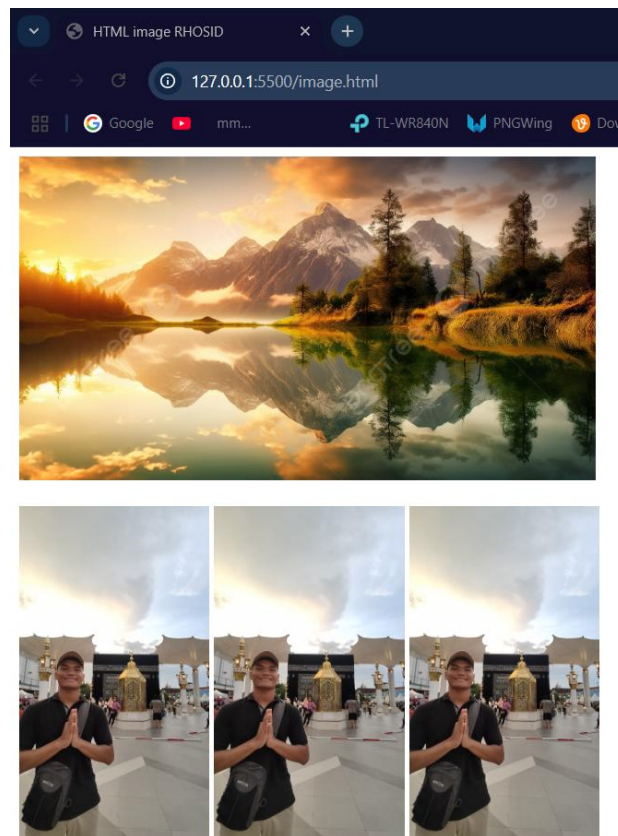 HTML image RHOSID
127.0.0.1:5500/image.html
Google mm... TL-WR840N PNGWing Dov